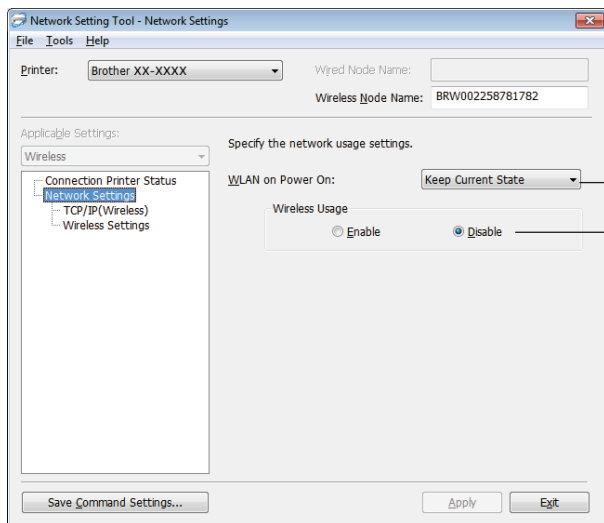 Network Setting Tool - Network Settings
File Tools Help
Printer: Brother XX-XXXX Wired Node Name:
Wireless Node Name: BRW002258781782
Applicable Settings:
Wireless
Specify the network usage settings.
Connection Printer Status
Network Settings
TCP/IP(Wireless)
Wireless Settings
WLAN on Power On: Keep Current State
Wireless Usage
Enable Disable
Save Command Settings... Apply Exit